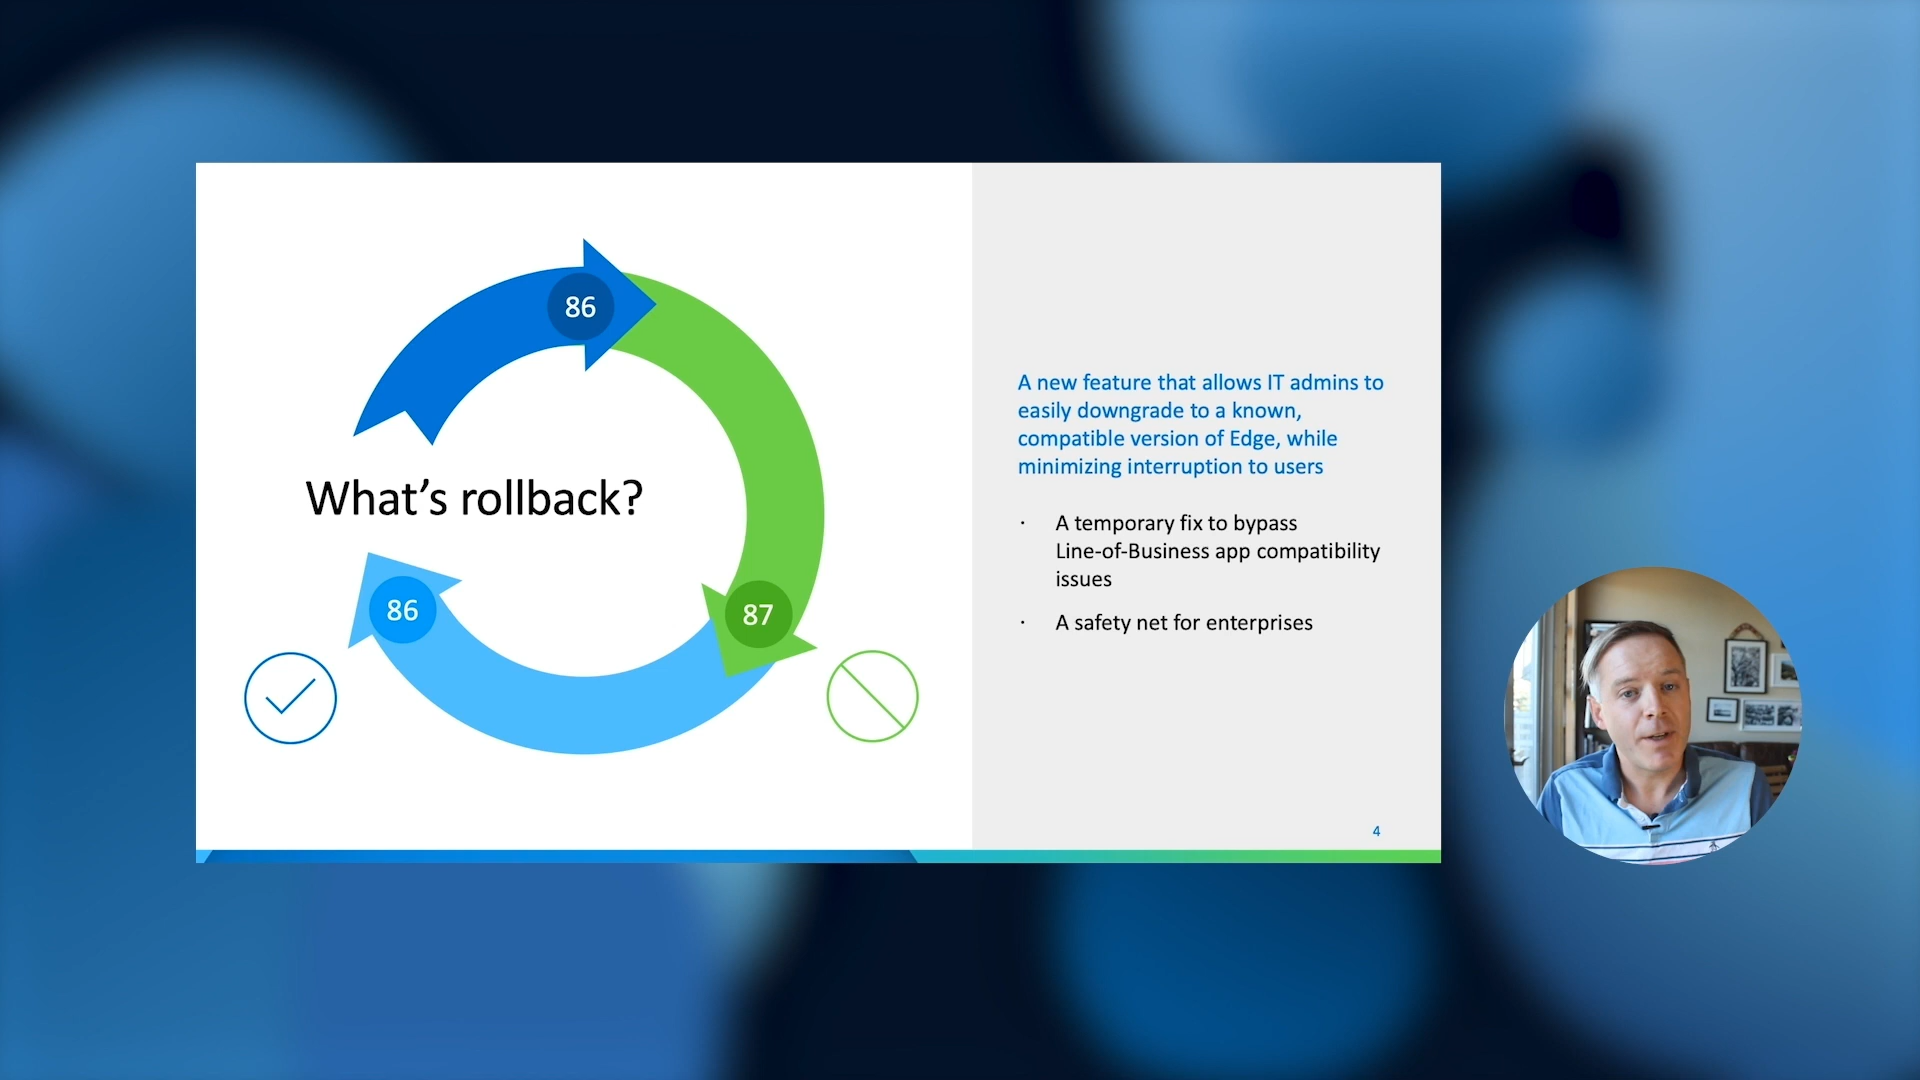 86
What's rollback?
86
87
A new feature that allows IT admins to
easily downgrade to a known,
compatible version of Edge, while
minimizing interruption to users
· A temporary fix to bypass
Line-of-Business app compatibility
issues
· A safety net for enterprises
4